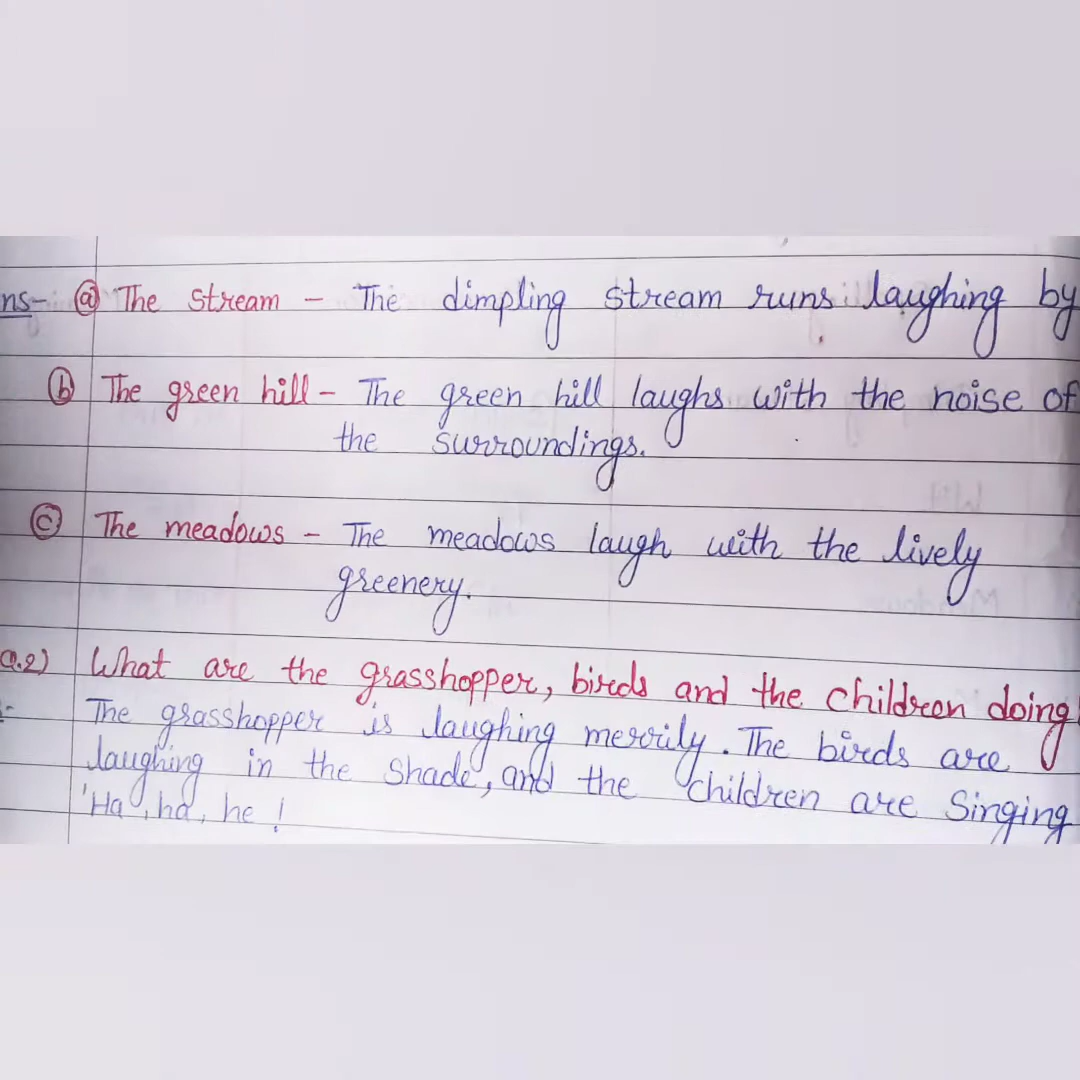 ns- (a) The stream - The dimpling stream runs laughing by
(b) The green hill - The green hill laughs with the noise of
the surroundings.
(c) The meadows - The meadows laugh with the lively
greenery.
Q.2) What are the grasshopper, birds and the children doing
The grasshopper is laughing merrily. The birds are
laughing in the shade, and the children are Singing
'Ha, ha, he!